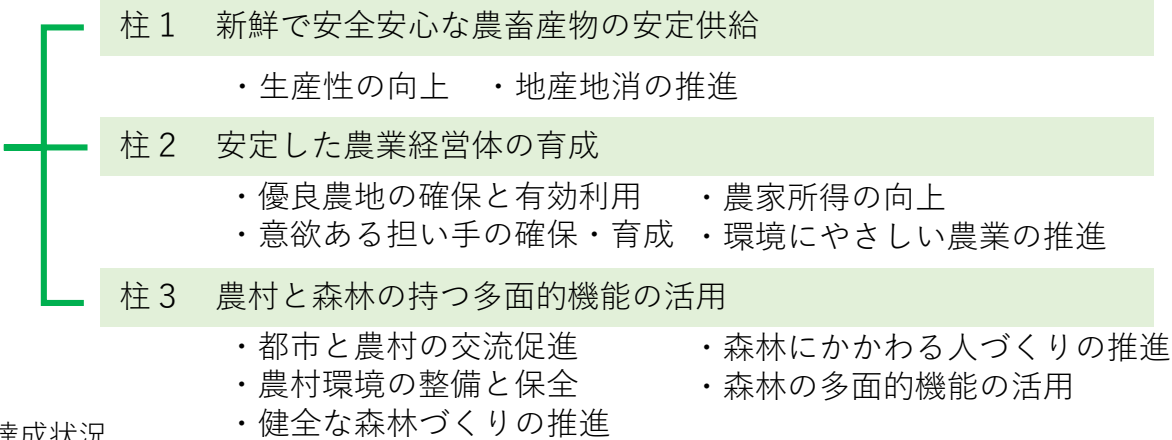 柱１　新鮮で安全安心な農畜産物の安定供給
・生産性の向上　・地産地消の推進
柱２　安定した農業経営体の育成
・優良農地の確保と有効利用　・農家所得の向上
・意欲ある担い手の確保・育成　・環境にやさしい農業の推進
柱３　農村と森林の持つ多面的機能の活用
・都市と農村の交流促進　・森林にかかわる人づくりの推進
・農村環境の整備と保全　・森林の多面的機能の活用
・健全な森林づくりの推進
達成状況